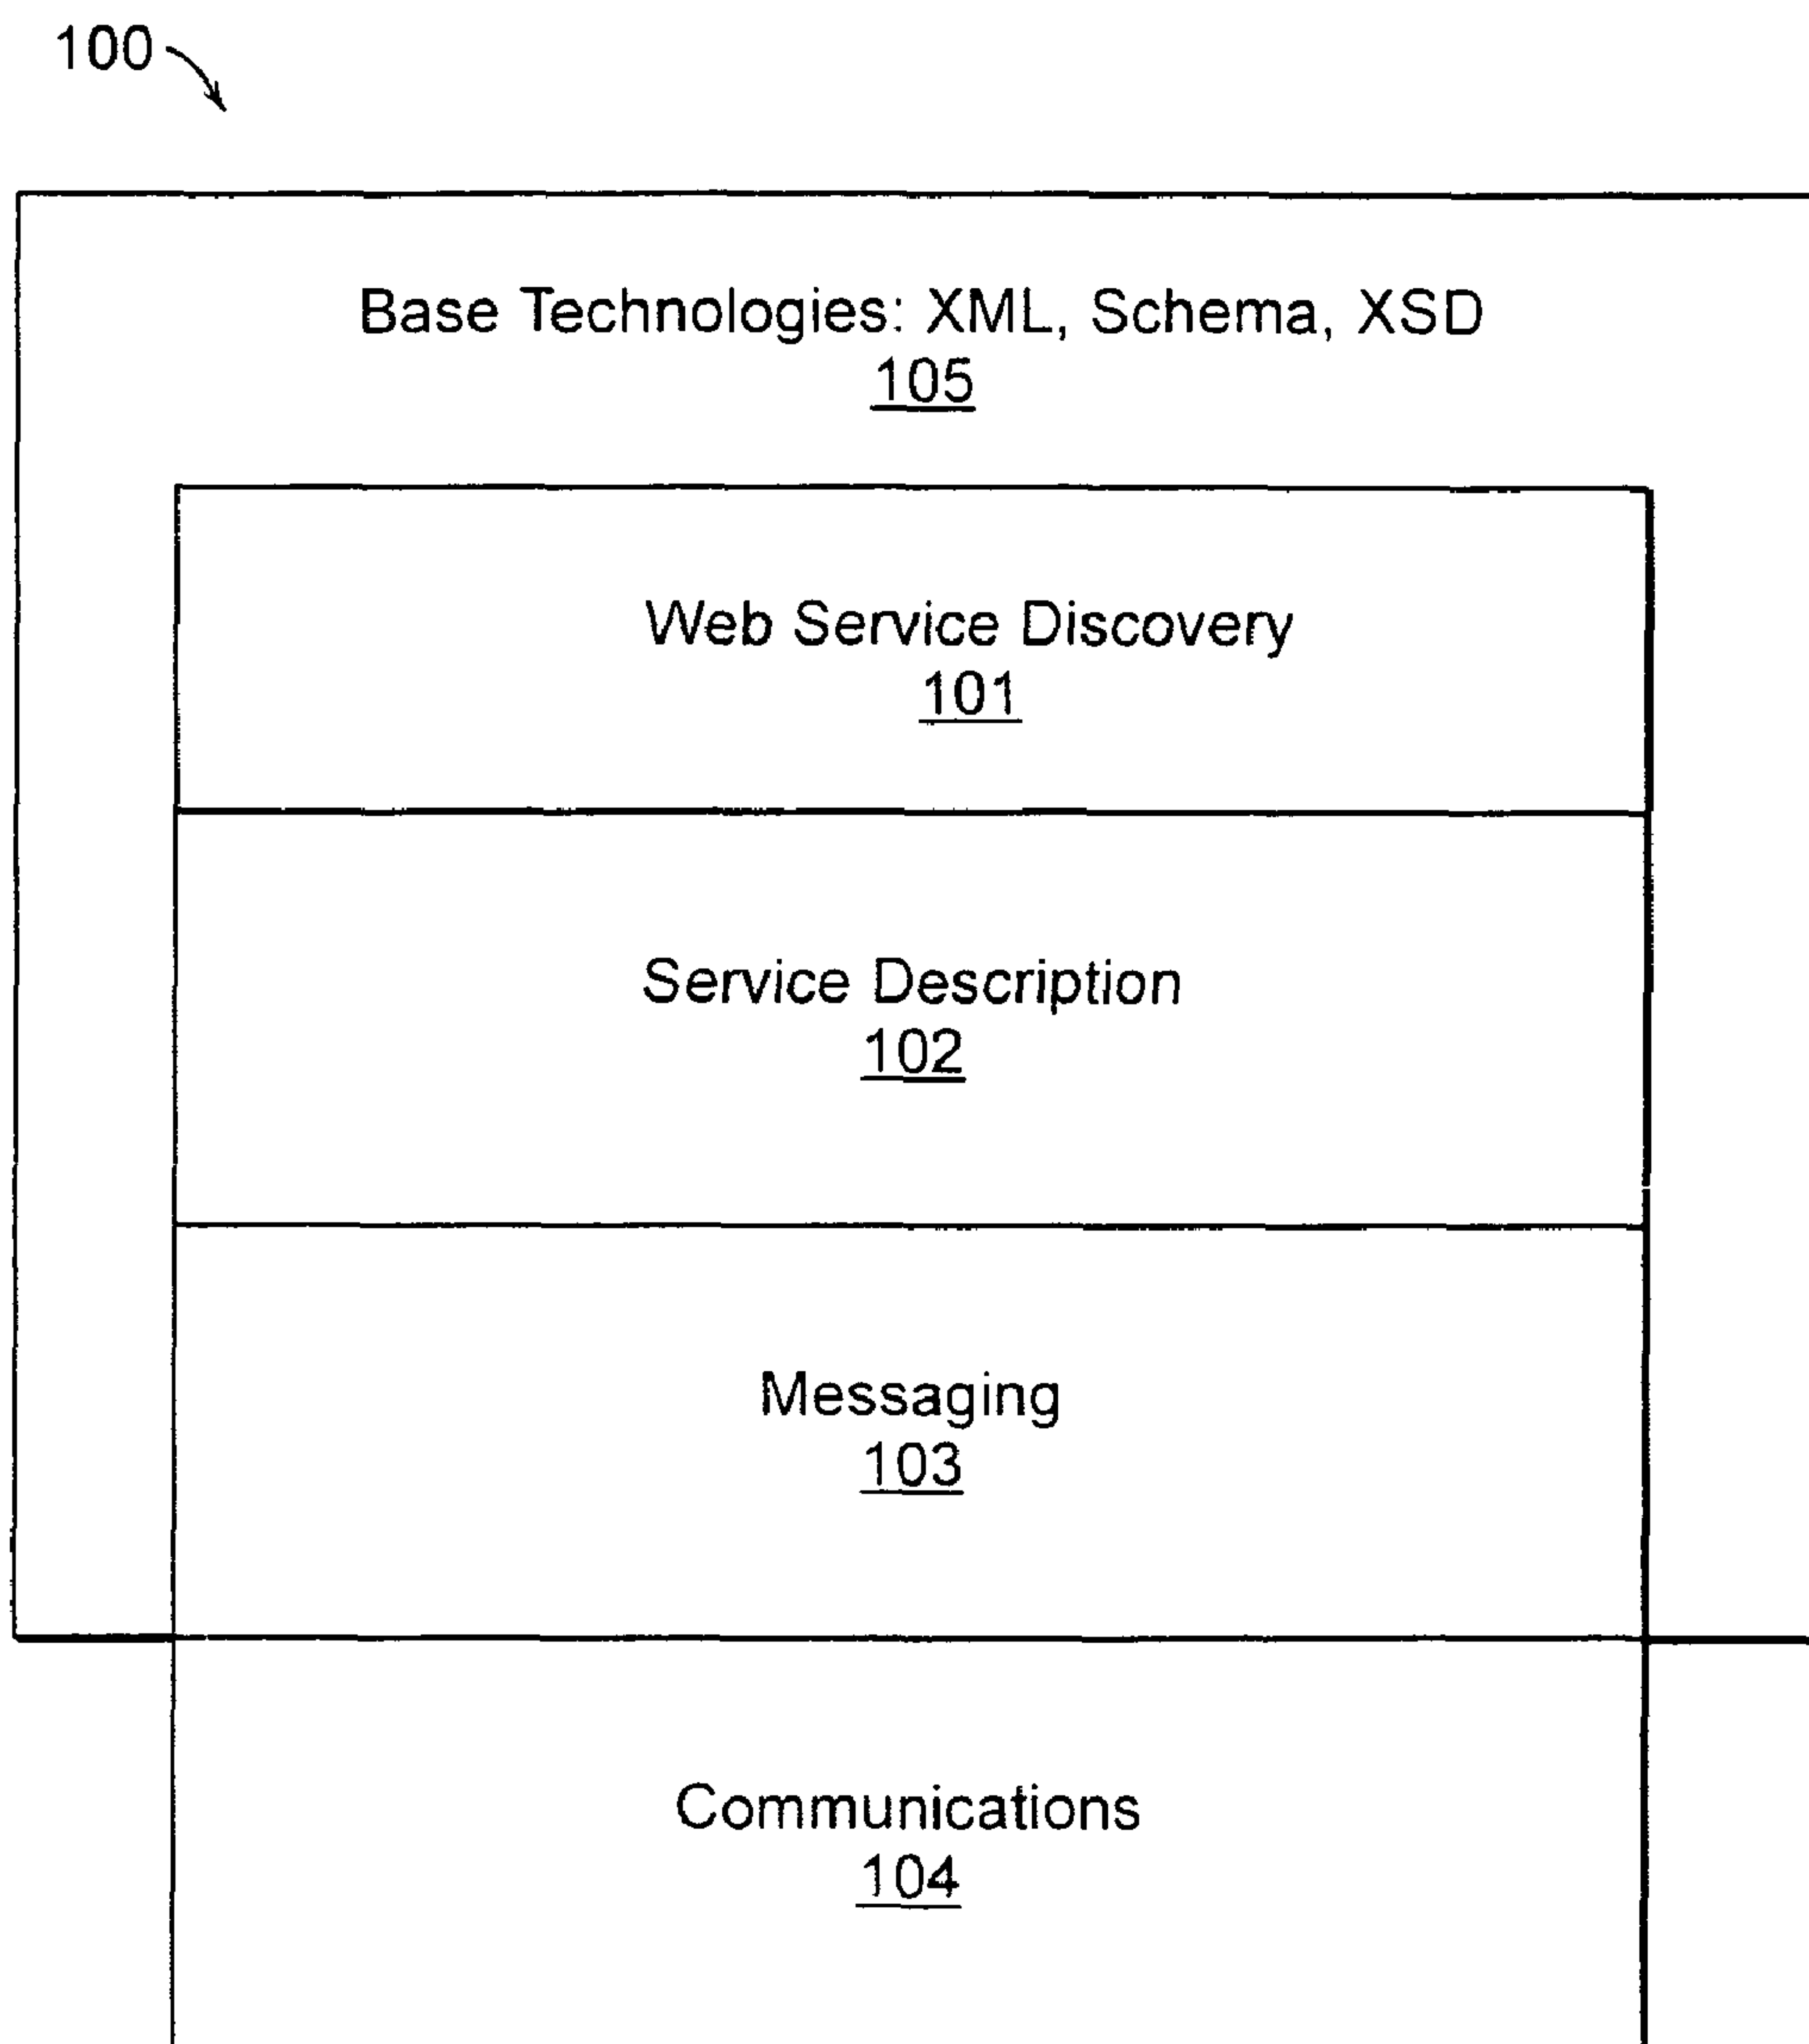 100
Base Technologies: XML, Schema, XSD
105
Web Service Discovery
101
Service Description
102
Messaging
103
Communications
104